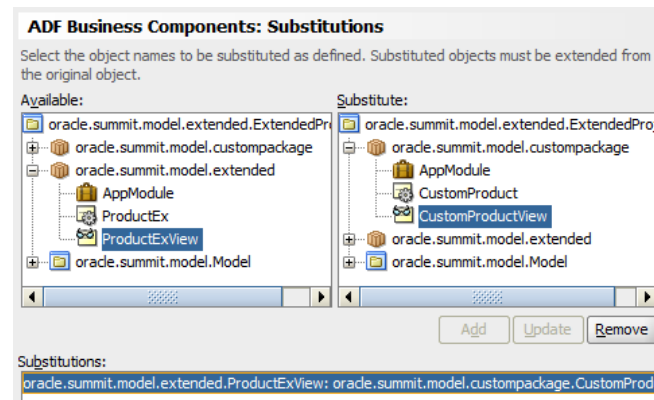 ADF Business Components: Substitutions
Select the object names to be substituted as defined. Substituted objects must be extended from
the original object.
Available: Substitute:
oracle.summit.model.extended.ExtendedPr oracle.summit.model.extended.ExtendedProj
oracle.summit.model.custompackage oracle.summit.model.custompackage
oracle.summit.model.extended AppModule
AppModule CustomProduct
ProductEx CustomProductView
ProductExView oracle.summit.model.extended
oracle.summit.model.Model oracle.summit.model.Model
Add Update Remove
Substitutions:
oracle.summit.model.extended.ProductExView: oracle.summit.model.custompackage.CustomProd